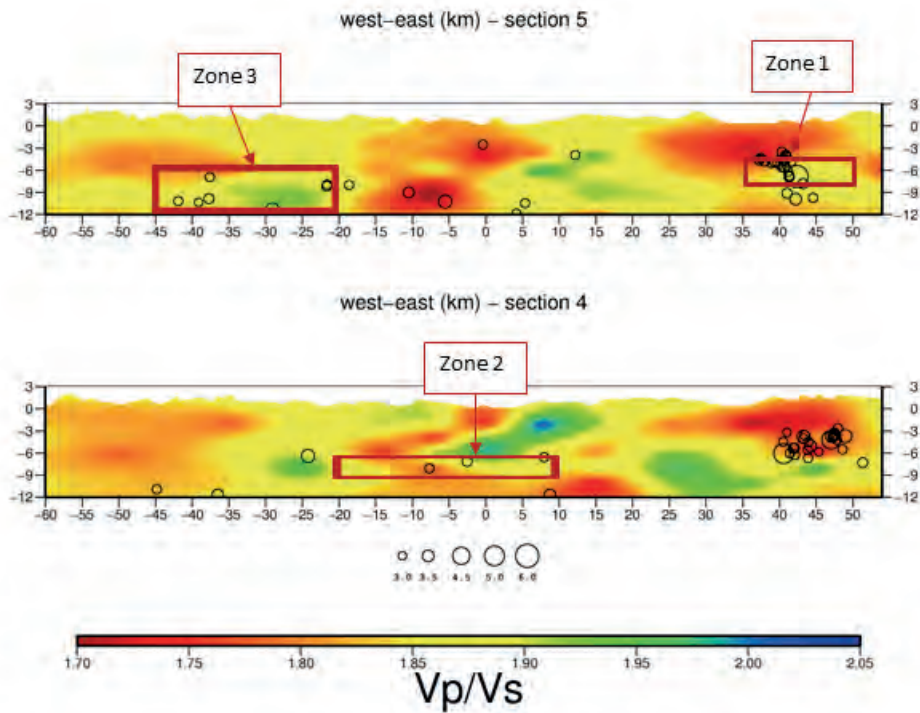 west-east (km) - section 5
Zone 3
Zone 1
3 3
0 0
-3 -3
-6 -6
-9 -9
-12 -12
-60 -55 -50 -45 -40 -35 -30 -25 -20 -15 -10 -5 0 5 10 15 20 25 30 35 40 45 50
west-east (km) - section 4
Zone 2
3 3
0 0
-3 -3
-6 -6
-9 -9
-12 -12
-60 -55 -50 -45 -40 -35 -30 -25 -20 -15 -10 -5 0 5 10 15 20 25 30 35 40 45 50
3.0 3.5 4.5 5.0 6.0
1.70 1.75 1.80 1.85 1.90 1.95 2.00 2.05
Vp/Vs